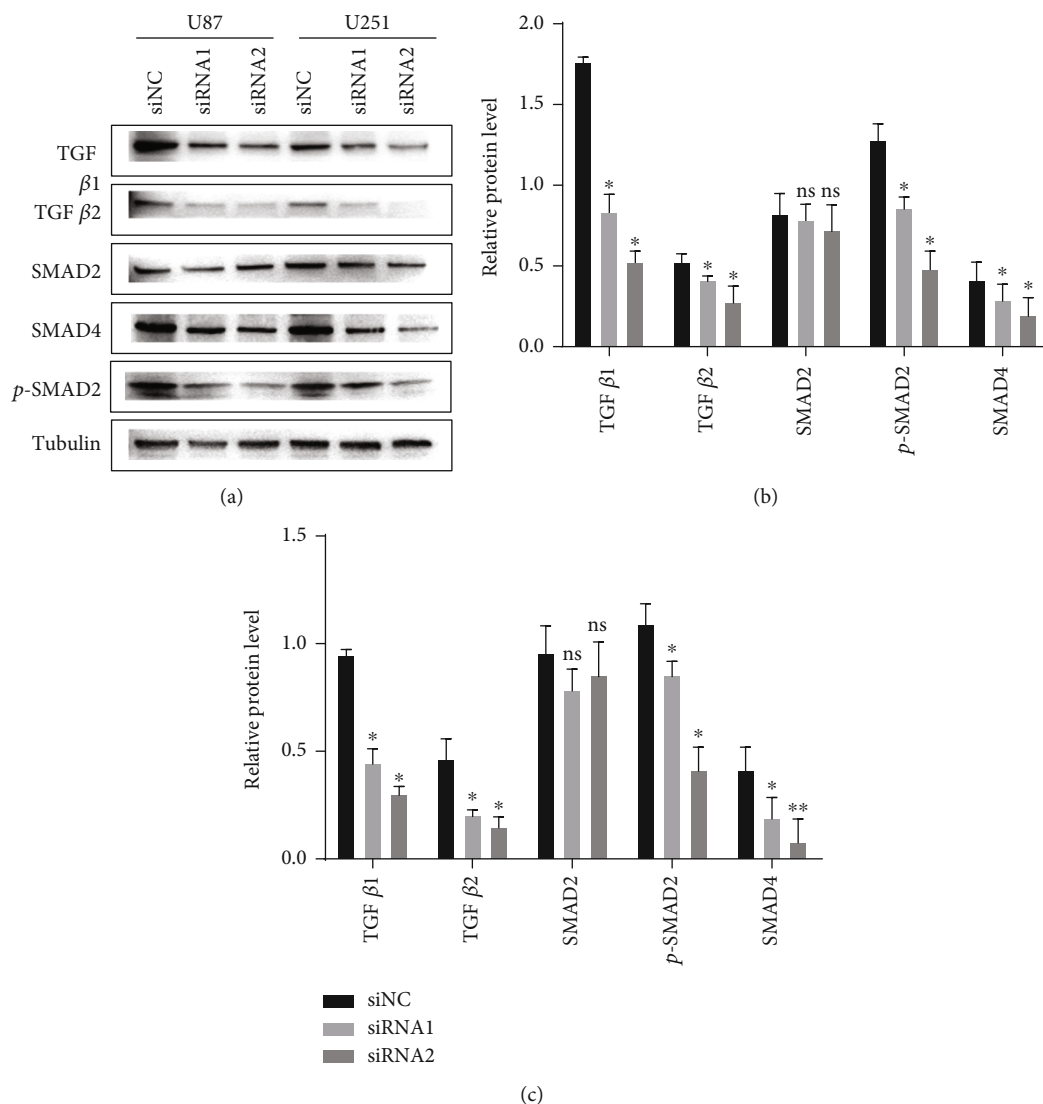 U87 U251
siNC siRNA1 siRNA2 siNC siRNA1 siRNA2
TGF
β1
TGF β2
SMAD2
SMAD4
p-SMAD2
Tubulin
(a)
2.0
1.5
1.0
0.5
0.0
Relative protein level
* * * * ns ns * * * *
TGF β1 TGF β2 SMAD2 p-SMAD2 SMAD4
(b)
1.5
1.0
0.5
0.0
Relative protein level
* * * * ns ns * * * **
TGF β1 TGF β2 SMAD2 p-SMAD2 SMAD4
siNC
siRNA1
siRNA2
(c)